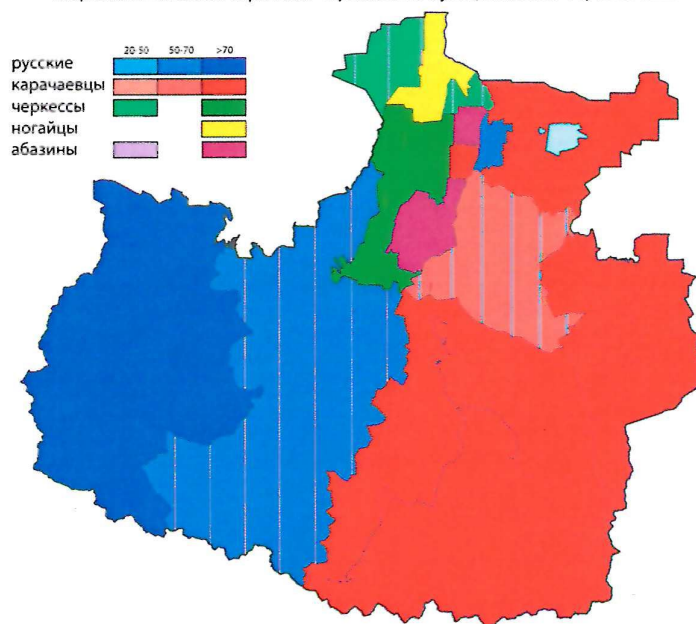 20-50 50-70 >70
русские
карачаевцы
черкессы
ногайцы
абазины